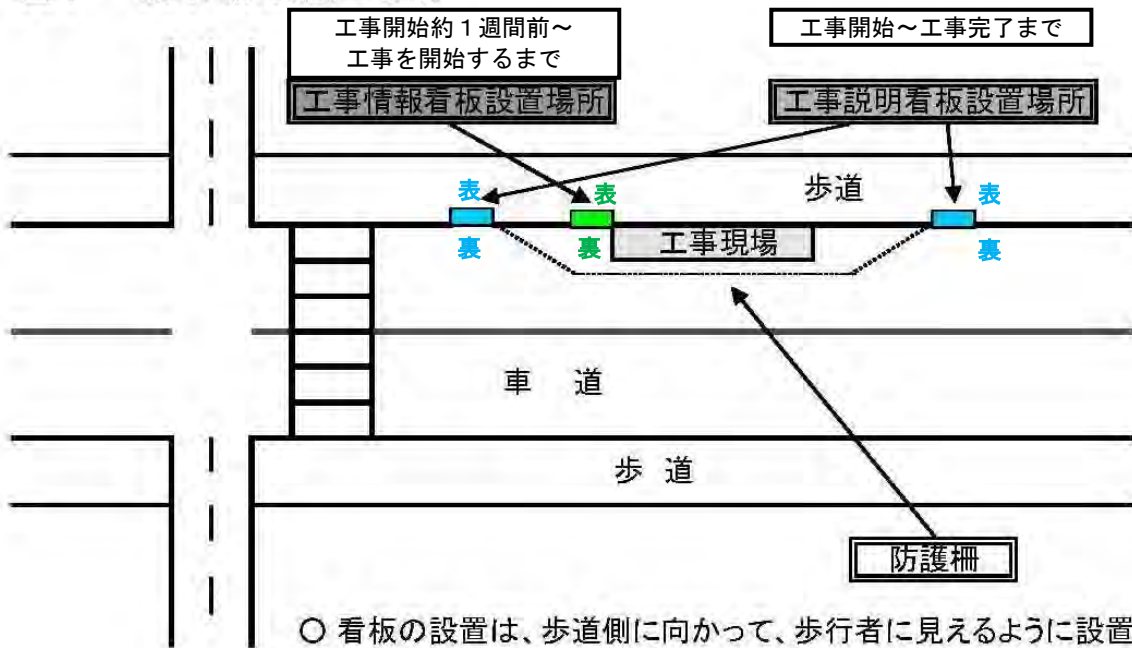 工事開始約１週間前～
工事を開始するまで
工事開始～工事完了まで
工事情報看板設置場所
工事説明看板設置場所
表
表
歩道
表
裏
裏
工事現場
裏
車 道
歩 道
防護柵
○ 看板の設置は、歩道側に向かって、歩行者に見えるように設置